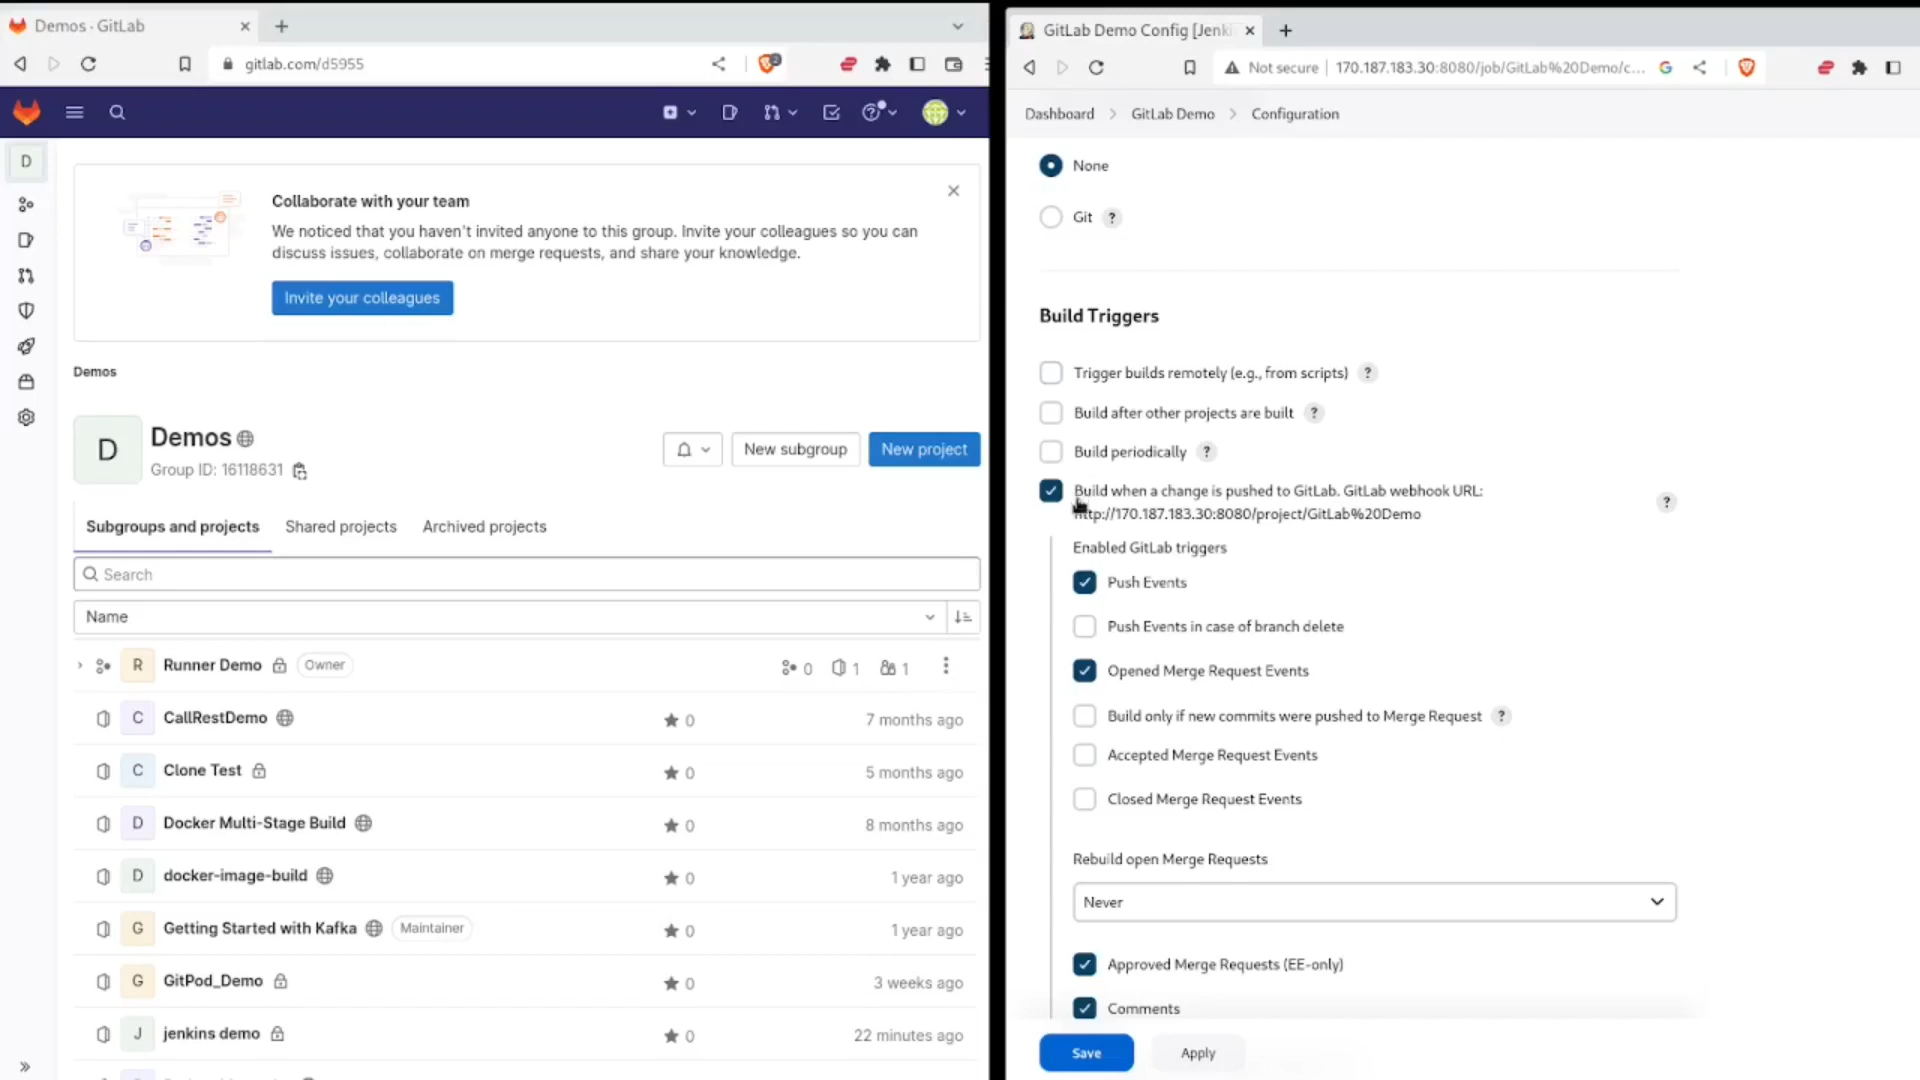 Demos · GitLab
gitlab.com/d5955
2
D
Collaborate with your team
We noticed that you haven't invited anyone to this group. Invite your colleagues so you can
discuss issues, collaborate on merge requests, and share your knowledge.
Invite your colleagues
Demos
D
Demos
Group ID: 16118631
New subgroup
New project
Subgroups and projects
Shared projects
Archived projects
Search
Name
R Runner Demo Owner 0 1 1
C CallRestDemo 0 7 months ago
C Clone Test 0 5 months ago
D Docker Multi-Stage Build 0 8 months ago
D docker-image-build 0 1 year ago
G Getting Started with Kafka Maintainer 0 1 year ago
G GitPod_Demo 0 3 weeks ago
J jenkins demo 0 22 minutes ago
GitLab Demo Config [Jenki
Not secure 170.187.183.30:8080/job/GitLab%20Demo/c...
Dashboard > GitLab Demo > Configuration
None
Git ?
Build Triggers
Trigger builds remotely (e.g., from scripts) ?
Build after other projects are built ?
Build periodically ?
Build when a change is pushed to GitLab. GitLab webhook URL:
http://170.187.183.30:8080/project/GitLab%20Demo
?
Enabled GitLab triggers
Push Events
Push Events in case of branch delete
Opened Merge Request Events
Build only if new commits were pushed to Merge Request ?
Accepted Merge Request Events
Closed Merge Request Events
Rebuild open Merge Requests
Never
Approved Merge Requests (EE-only)
Comments
Save
Apply